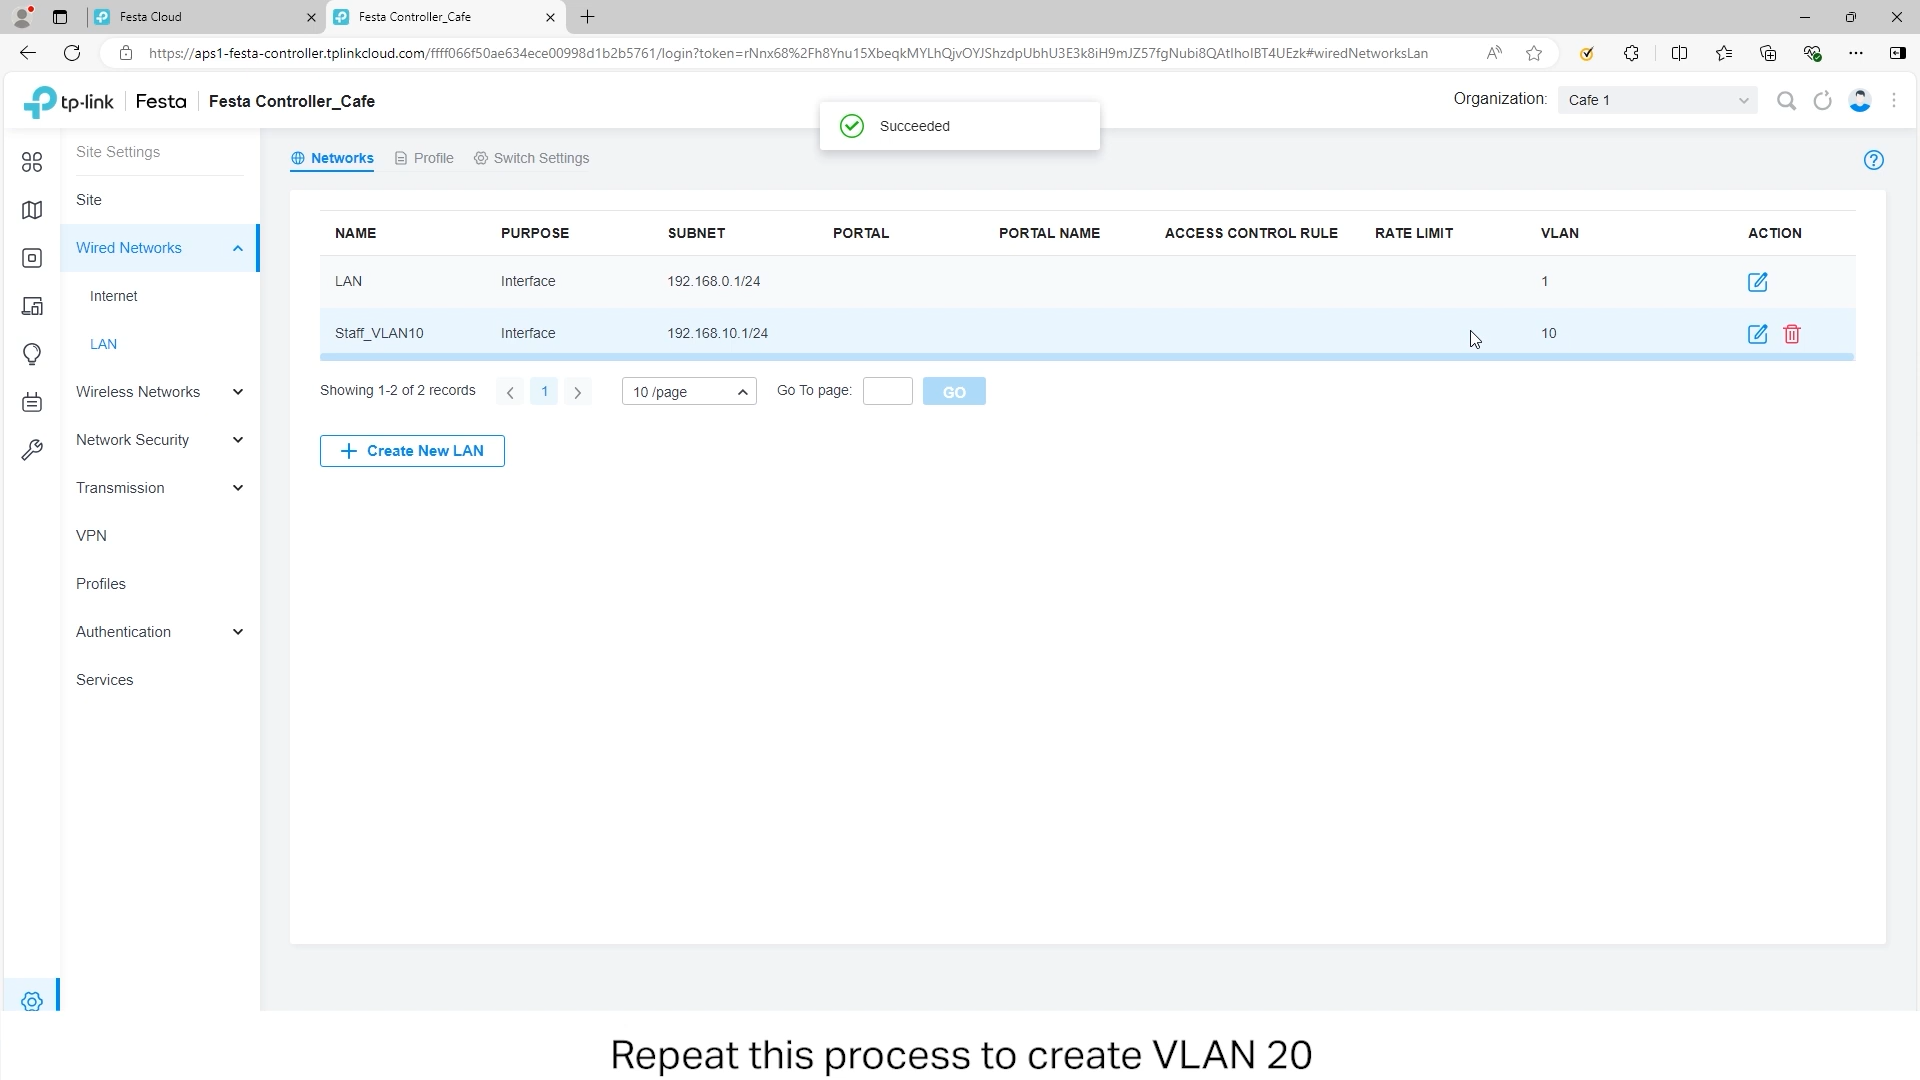 Festa Cloud
Festa Controller_Cafe
https://aps1-festa-controller.tplinkcloud.com/ffff066f50ae634ece00998d1b2b5761/login?token=rNnx68%2Fh8Ynu15XbeqkMYLhQjvOYJShzdpUbhU3E3k8iH9mJZ57fgNubi8QAtIhoIBT4UEzk#wiredNetworksLan
tp-link Festa Festa Controller_Cafe
Organization: Cafe 1
Succeeded
Site Settings
Site
Wired Networks
Internet
LAN
Wireless Networks
Network Security
Transmission
VPN
Profiles
Authentication
Services
Networks Profile Switch Settings
NAME PURPOSE SUBNET PORTAL PORTAL NAME ACCESS CONTROL RULE RATE LIMIT VLAN ACTION
LAN Interface 192.168.0.1/24 1
Staff_VLAN10 Interface 192.168.10.1/24 10
Showing 1-2 of 2 records 1 10 /page Go To page: GO
Create New LAN
Repeat this process to create VLAN 20